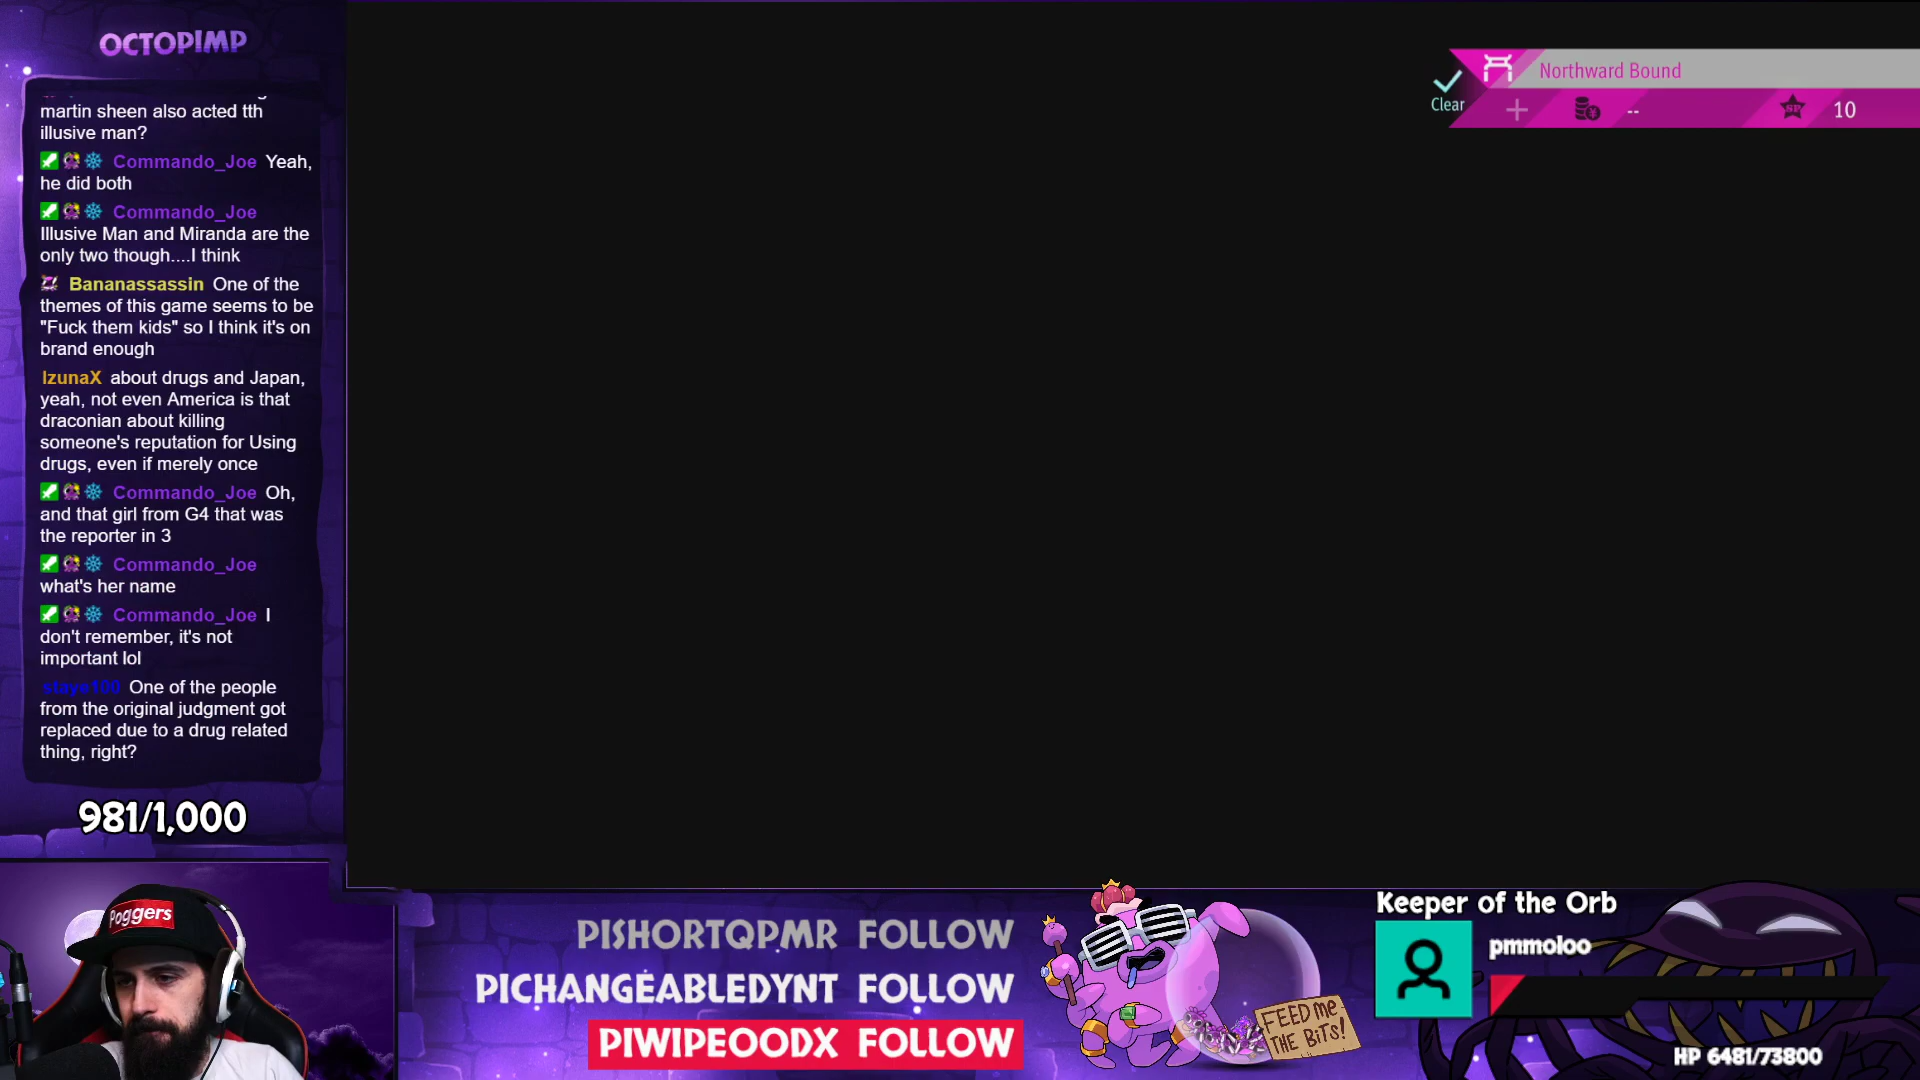 OCTOPIMP
martin sheen also acted tth
illusive man?
Commando_Joe Yeah,
he did both
Commando_Joe
Illusive Man and Miranda are the
only two though....I think
Bananassassin One of the
themes of this game seems to be
"Fuck them kids" so I think it's on
brand enough
IzunaX about drugs and Japan,
yeah, not even America is that
draconian about killing
someone's reputation for Using
drugs, even if merely once
Commando_Joe Oh,
and that girl from G4 that was
the reporter in 3
Commando_Joe
what's her name
Commando_Joe I
don't remember, it's not
important lol
One of the people
from the original judgment got
replaced due to a drug related
thing, right?
981/1,000
Poggers
Clear
Northward Bound
--
SP
10
PISHORTQPMR FOLLOW
PICHANGEABLEDYNT FOLLOW
PIWIPEOODX FOLLOW
FEED ME
THE BiTS!
Keeper of the Orb
pmmoloo
HP 6481/73800